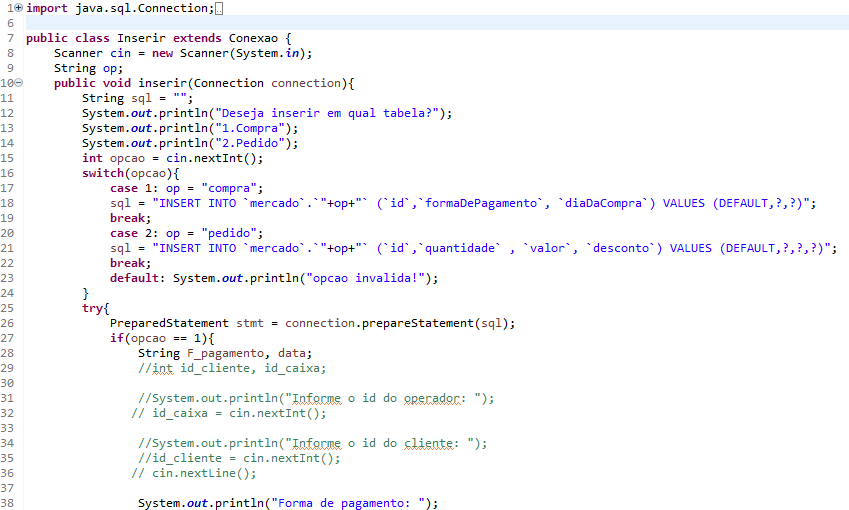 1 import java.sql.Connection;
6
7 public class Inserir extends Conexao {
8 Scanner cin = new Scanner(System.in);
9 String op;
10 public void inserir(Connection connection){
11 String sql = "";
12 System.out.println("Deseja inserir em qual tabela?");
13 System.out.println("1.Compra");
14 System.out.println("2.Pedido");
15 int opcao = cin.nextInt();
16 switch(opcao){
17 case 1: op = "compra";
18 sql = "INSERT INTO `mercado`.`"+op+"` (`id`,`formaDePagamento`, `diaDaCompra`) VALUES (DEFAULT,?,?)";
19 break;
20 case 2: op = "pedido";
21 sql = "INSERT INTO `mercado`.`"+op+"` (`id`,`quantidade` , `valor`, `desconto`) VALUES (DEFAULT,?,?,?)";
22 break;
23 default: System.out.println("opcao invalida!");
24 }
25 try{
26 PreparedStatement stmt = connection.prepareStatement(sql);
27 if(opcao == 1){
28 String F_pagamento, data;
29 //int id_cliente, id_caixa;
30
31 //System.out.println("Informe o id do operador: ");
32 // id_caixa = cin.nextInt();
33
34 //System.out.println("Informe o id do cliente: ");
35 //id_cliente = cin.nextInt();
36 // cin.nextLine();
37
38 System.out.println("Forma de pagamento: ");